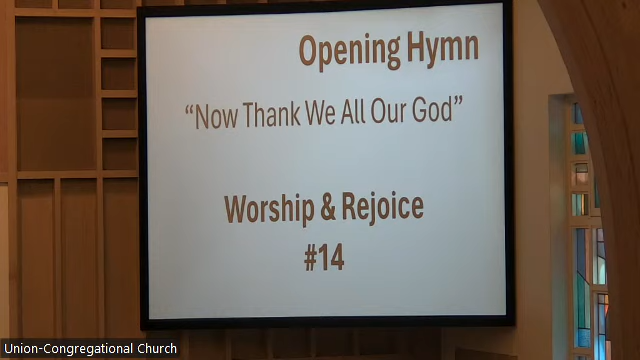 Opening Hymn
“Now Thank We All Our God”
Worship & Rejoice
#14
Union-Congregational Church